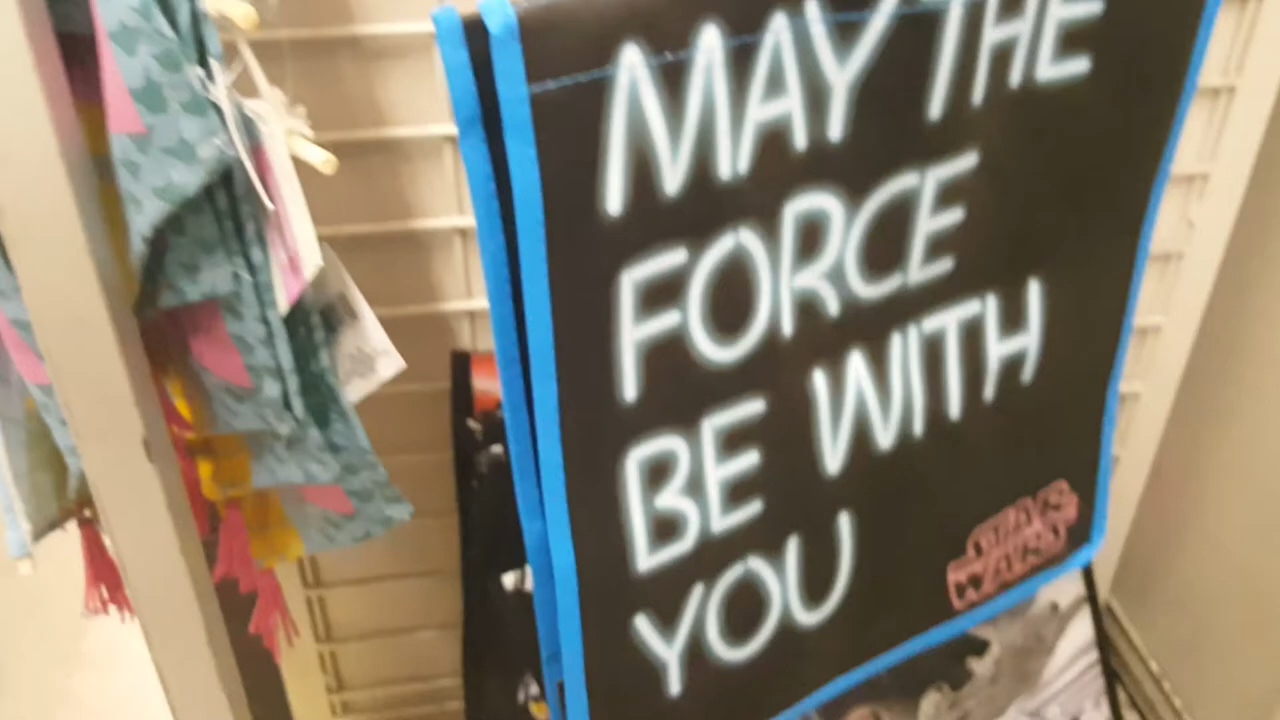 MAY THE
FORCE
BE WITH
YOU
STAR
WARS